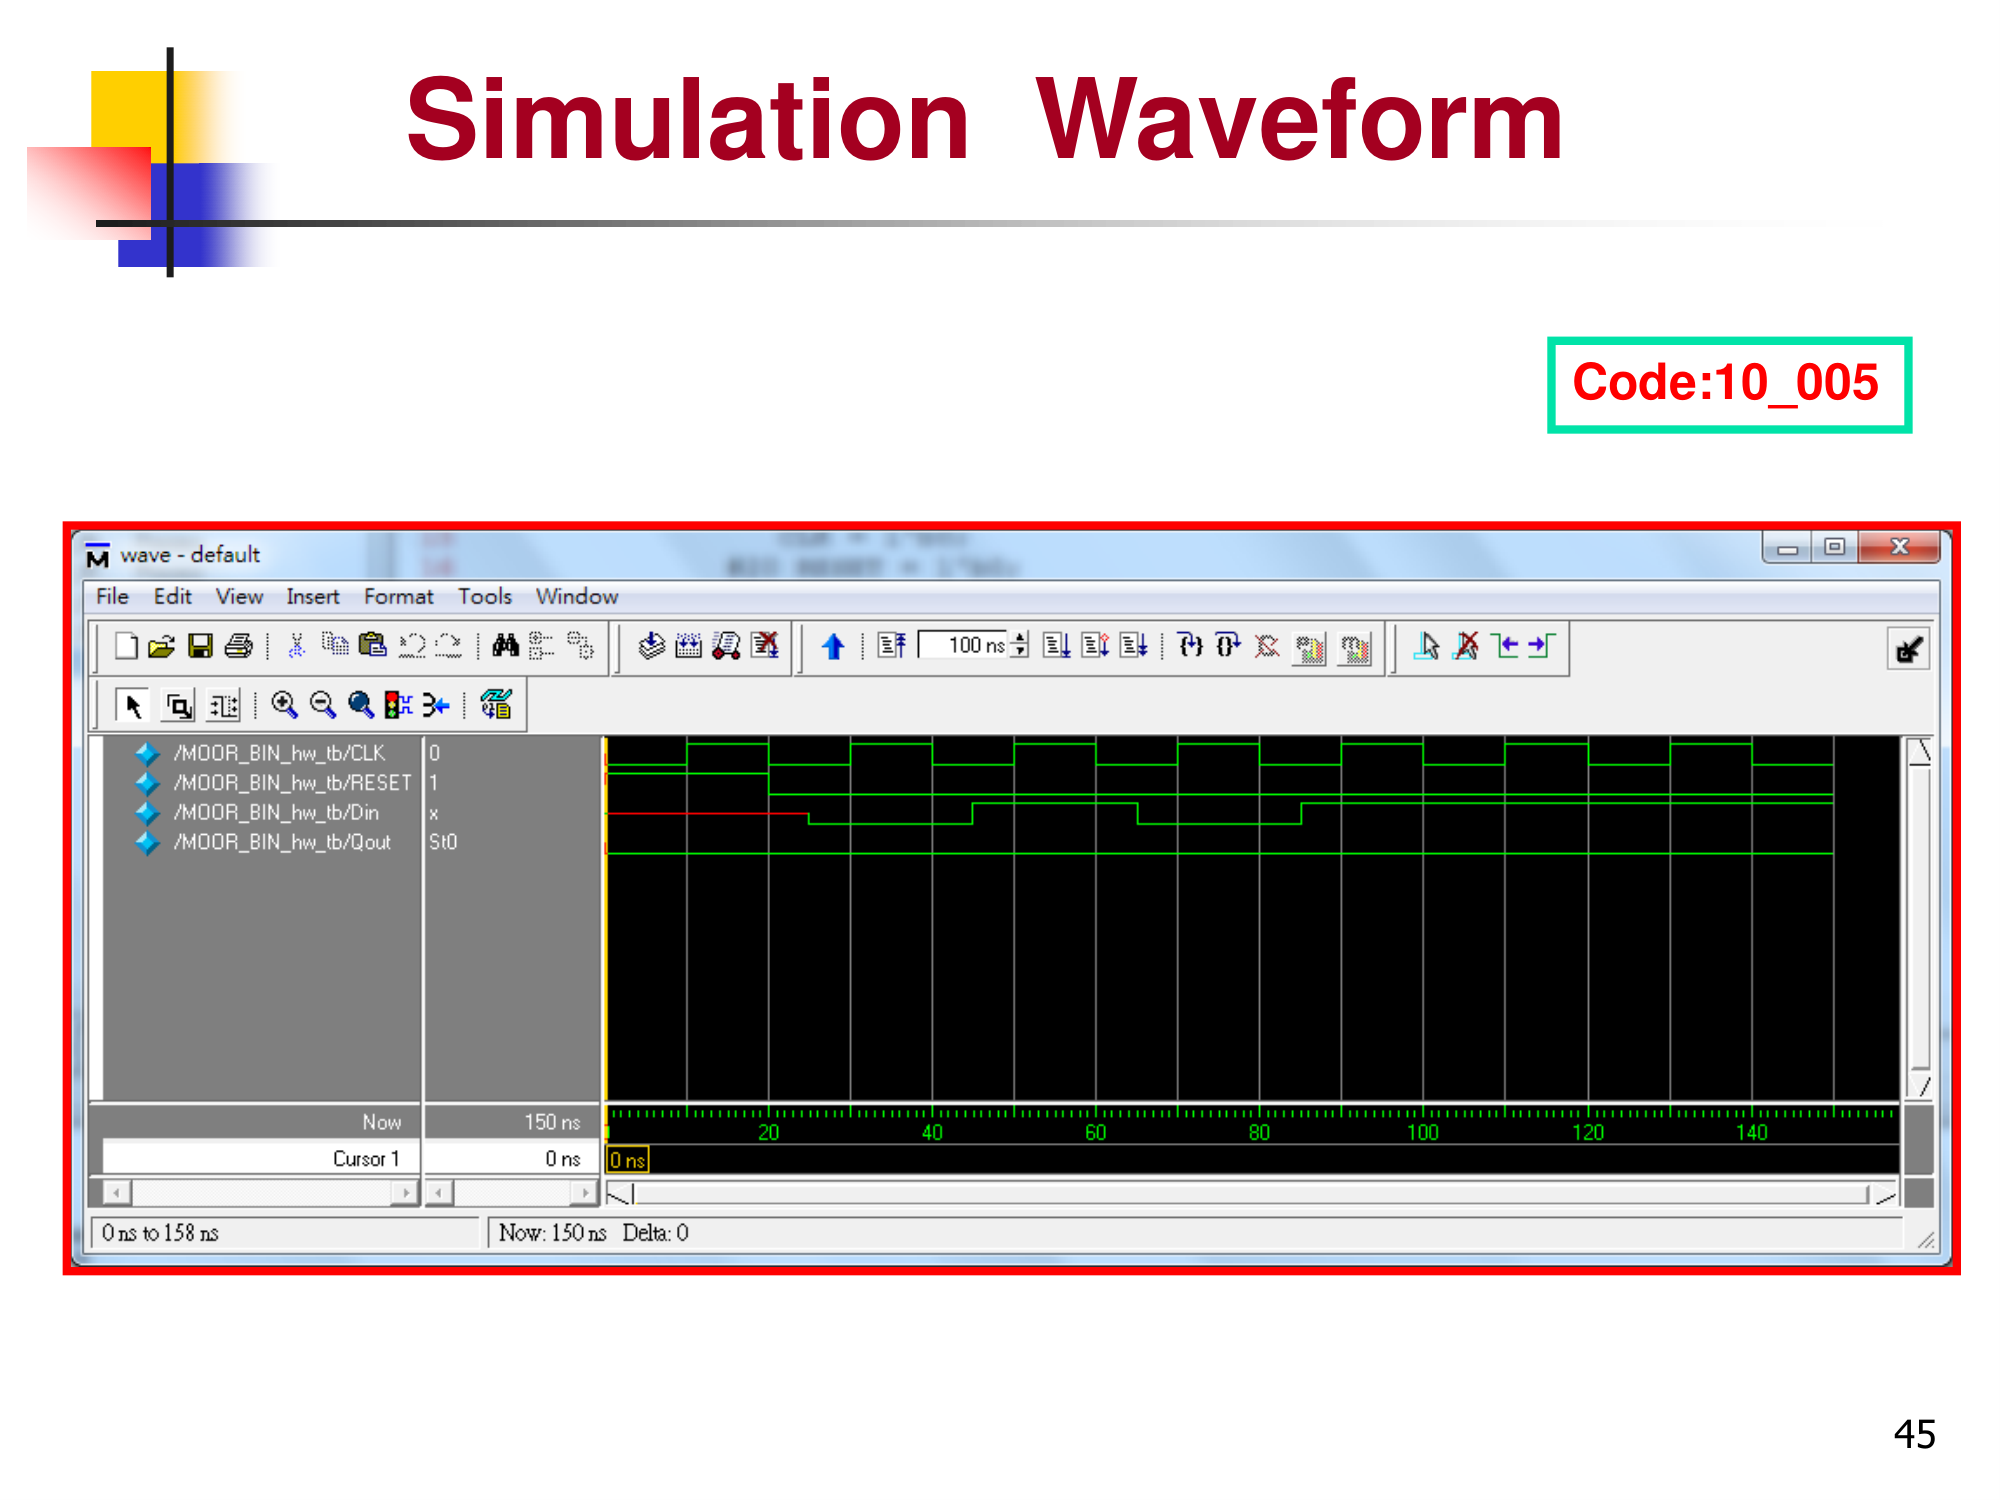 Simulation Waveform
Code:10_005
wave - default
File Edit View Insert Format Tools Window
100 ns
/MOOR_BIN_hw_tb/CLK 0
/MOOR_BIN_hw_tb/RESET 1
/MOOR_BIN_hw_tb/Din x
/MOOR_BIN_hw_tb/Qout St0
Now 150 ns
20 40 60 80 100 120 140
Cursor 1 0 ns 0 ns
0 ns to 158 ns Now: 150 ns Delta: 0
45